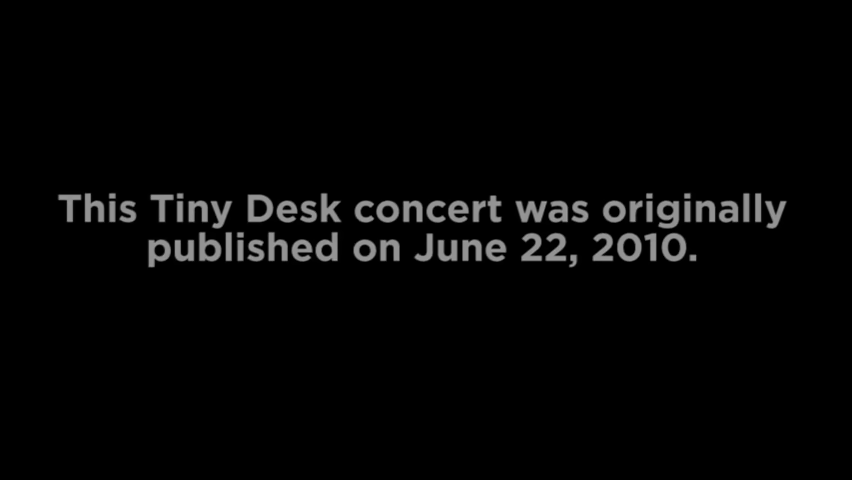 This Tiny Desk concert was originally
published on June 22, 2010.